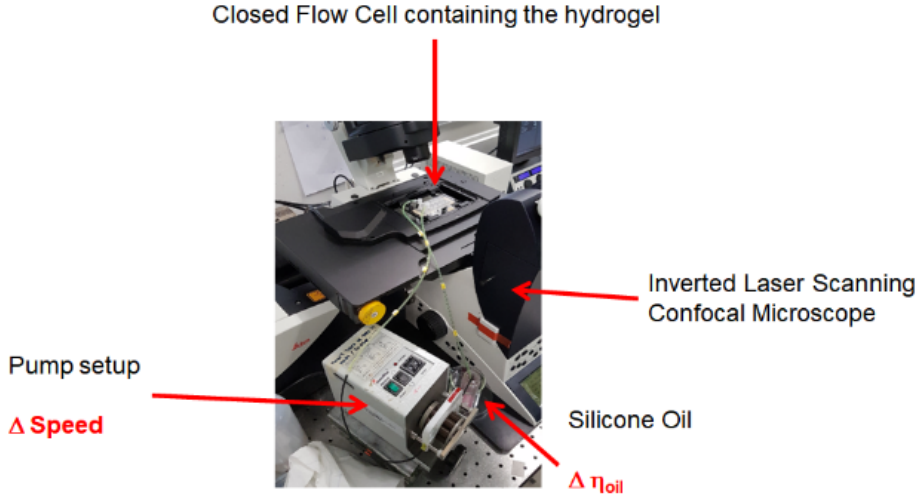 Closed Flow Cell containing the hydrogel
Inverted Laser Scanning
Confocal Microscope
Pump setup
Δ Speed
Silicone Oil
Δ ηoil